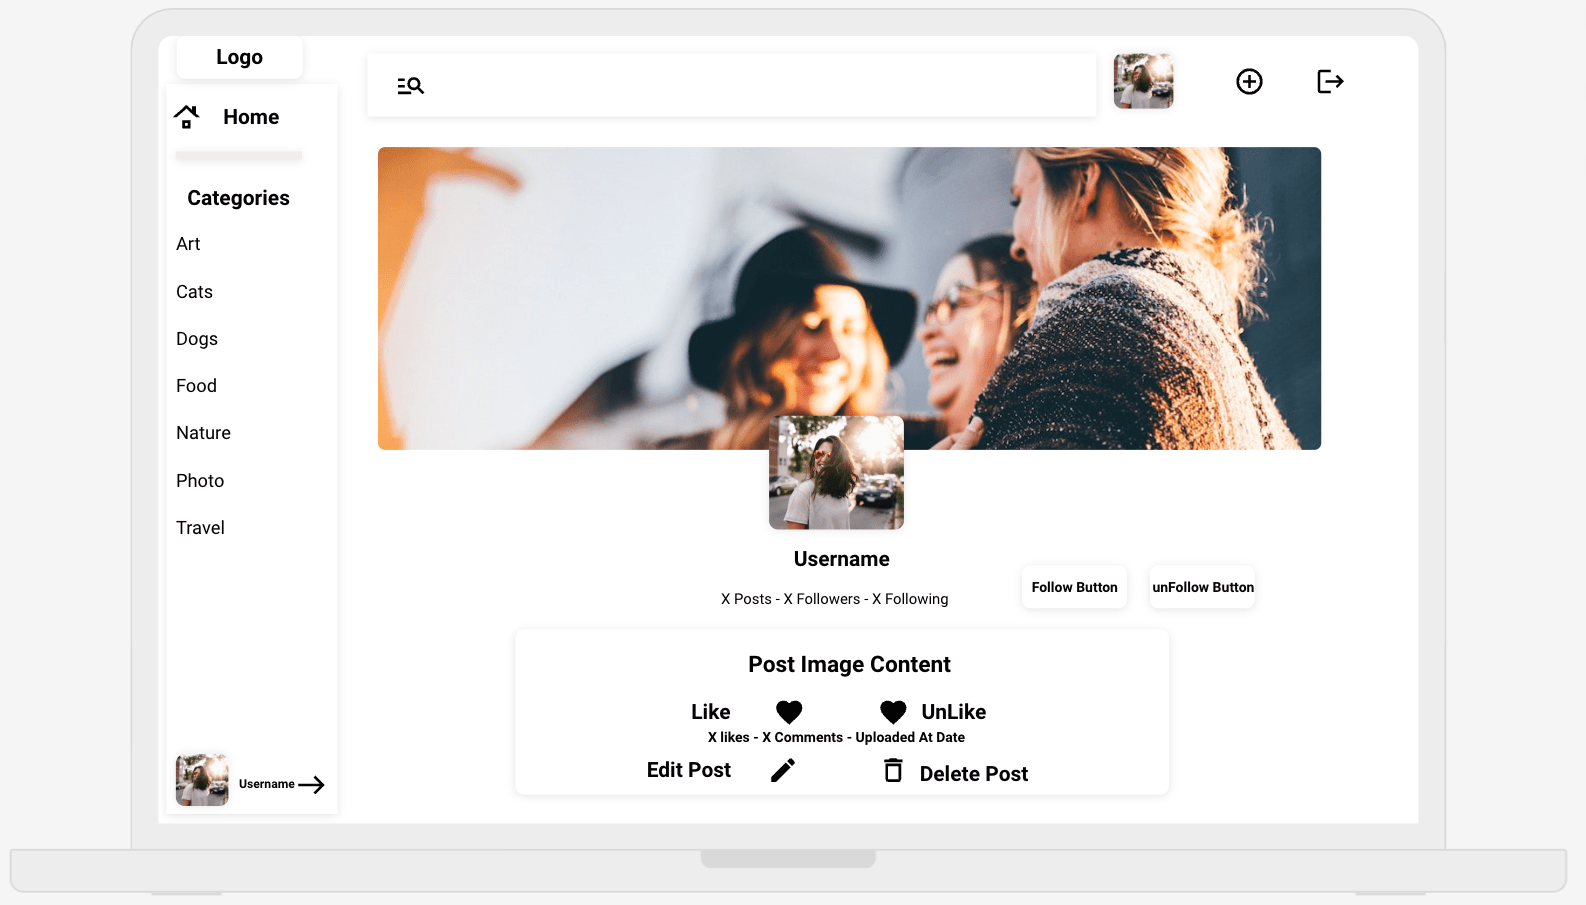 Logo
Home
Categories
Art
Cats
Dogs
Food
Nature
Photo
Travel
Username
Username
X Posts - X Followers - X Following
Follow Button
unFollow Button
Post Image Content
Like
UnLike
X likes - X Comments - Uploaded At Date
Edit Post
Delete Post